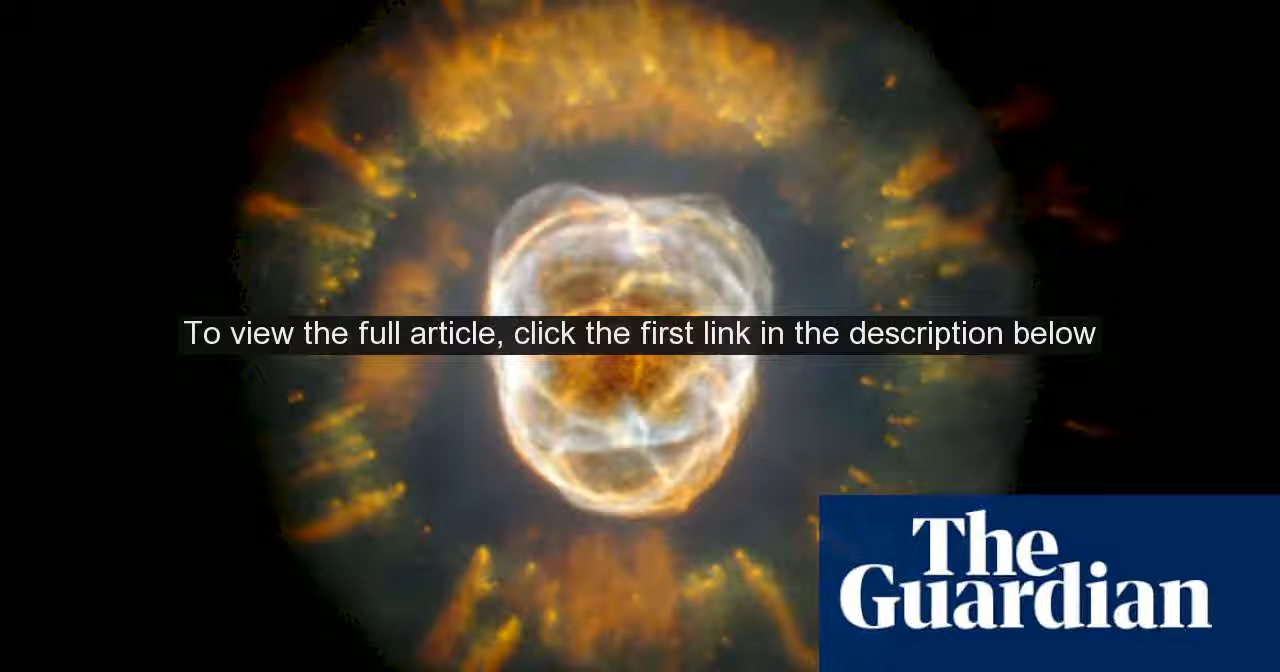 To view the full article, click the first link in the description below
The
Guardian